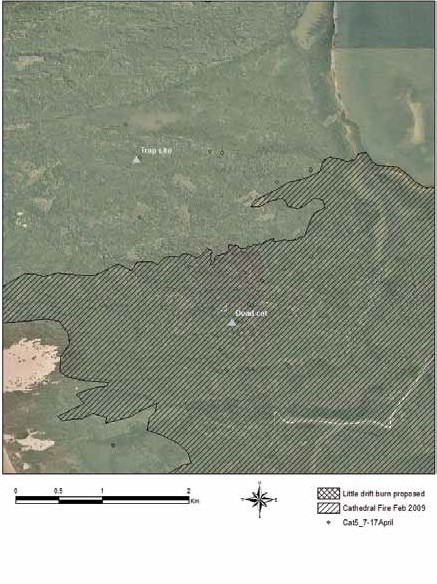 Trap site
Dead cat
0 0.5 1 2
Km
Little drift burn proposed
Cathedral Fire Feb 2009
Cat5_7-17April